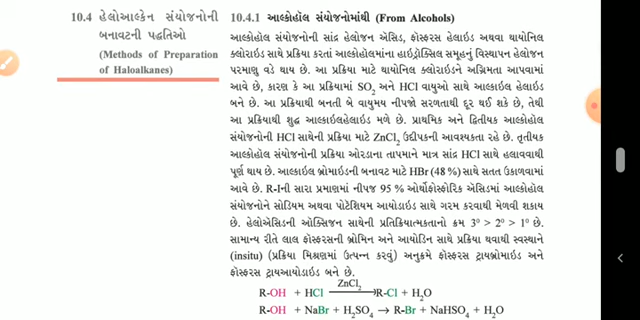 10.4 હેલોઆલ્કેન સંયોજનોની
બનાવટની પદ્ધતિઓ
(Methods of Preparation
of Haloalkanes)
10.4.1 આલ્કોહૉલ સંયોજનોમાંથી (From Alcohols)
આલ્કોહૉલ સંયોજનોની સાંદ્ર હેલોજન ઍસિડ, ફૉસ્ફરસ હેલાઇડ અથવા થાયોનિલ
ક્લોરાઇડ સાથે પ્રક્રિયા કરતાં આલ્કોહૉલમાંના હાઇડ્રૉક્સિલ સમૂહનું વિસ્થાપન હેલોજન
પરમાણુ વડે થાય છે. આ પ્રક્રિયા માટે થાયોનિલ ક્લોરાઇડને અગ્રિમતા આપવામાં
આવે છે, કારણ કે આ પ્રક્રિયામાં SO₂ અને HCl વાયુઓ સાથે આલ્કાઇલ હેલાઇડ
બને છે. આ પ્રક્રિયાથી બનતી બે વાયુમય નીપજો સરળતાથી દૂર થઈ શકે છે, તેથી
આ પ્રક્રિયાથી શુદ્ધ આલ્કાઇલહેલાઇડ મળે છે. પ્રાથમિક અને દ્વિતીયક આલ્કોહૉલ
સંયોજનોની HCl સાથેની પ્રક્રિયા માટે ZnCl₂ ઉદ્દીપકની આવશ્યકતા રહે છે. તૃતીયક
આલ્કોહૉલ સંયોજનોની પ્રક્રિયા ઓરડાના તાપમાને માત્ર સાંદ્ર HCl સાથે હલાવવાથી
પૂર્ણ થાય છે. આલ્કાઇલ બ્રોમાઇડની બનાવટ માટે HBr (48 %) સાથે સતત ઉકાળવામાં
આવે છે. R-Iની સારા પ્રમાણમાં નીપજ 95 % ઑર્થોફૉસ્ફોરિક ઍસિડમાં આલ્કોહૉલ
સંયોજનોને સોડિયમ અથવા પોટૅશિયમ આયોડાઇડ સાથે ગરમ કરવાથી મેળવી શકાય
છે. હેલોઍસિડની ઑક્સિજન સાથેની પ્રતિક્રિયાત્મકતાનો ક્રમ 3° > 2° > 1° છે.
સામાન્ય રીતે લાલ ફૉસ્ફરસની બ્રોમિન અને આયોડિન સાથે પ્રક્રિયા થવાથી સ્વસ્થાને
(insitu) (પ્રક્રિયા મિશ્રણમાં ઉત્પન્ન કરવું) અનુક્રમે ફૉસ્ફરસ ટ્રાયબ્રોમાઇડ અને
ફૉસ્ફરસ ટ્રાયઆયોડાઇડ બને છે.
R-OH + HCl ZnCl₂→ R-Cl + H₂O
R-OH + NaBr + H₂SO₄ → R-Br + NaHSO₄ + H₂O